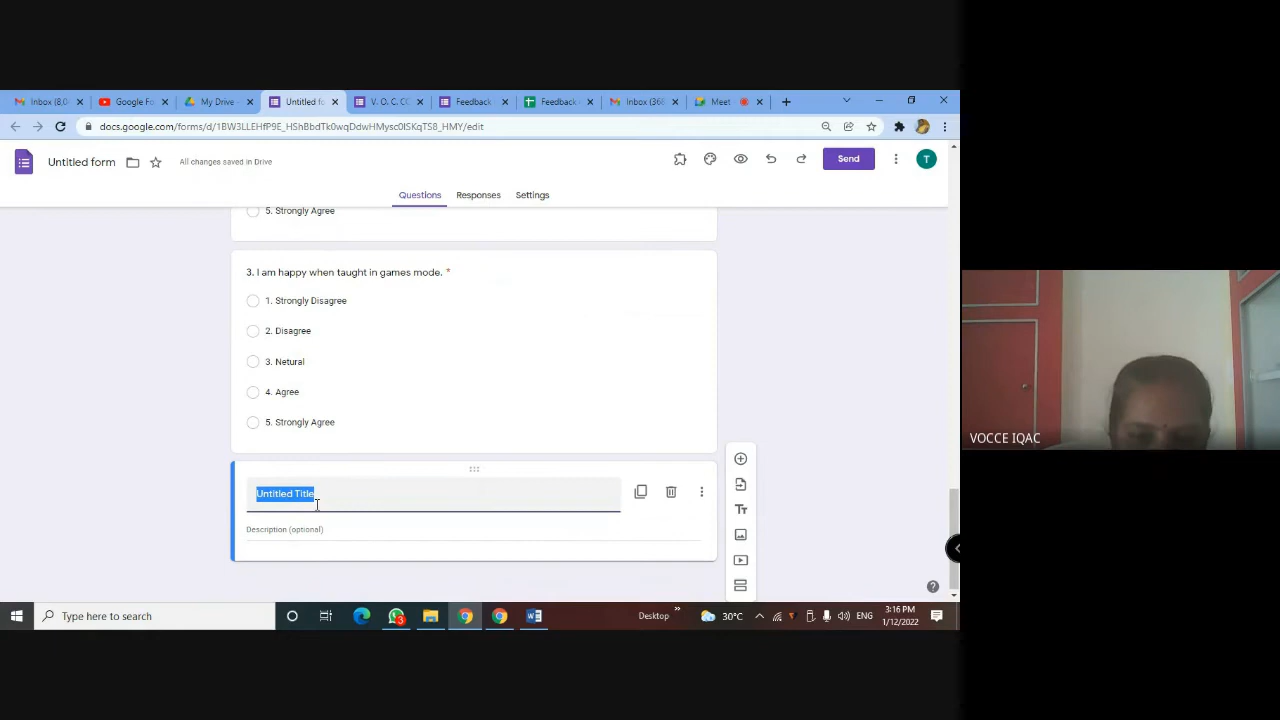 Inbox (8,0
Google Fo
My Drive -
Untitled fo
V. O. C. CO
Feedback
Feedback
Inbox (368
Meet
docs.google.com/forms/d/1BW3LLEHfP9E_HShBbdTk0wqDdwHMysc0lSKqTS8_HMY/edit
Untitled form
All changes saved in Drive
Send
T
Questions
Responses
Settings
5. Strongly Agree
3. I am happy when taught in games mode. *
1. Strongly Disagree
2. Disagree
3. Netural
4. Agree
5. Strongly Agree
Untitled Title
Description (optional)
VOCCE IQAC
Type here to search
3
Desktop
30°C
ENG
3:16 PM
1/12/2022